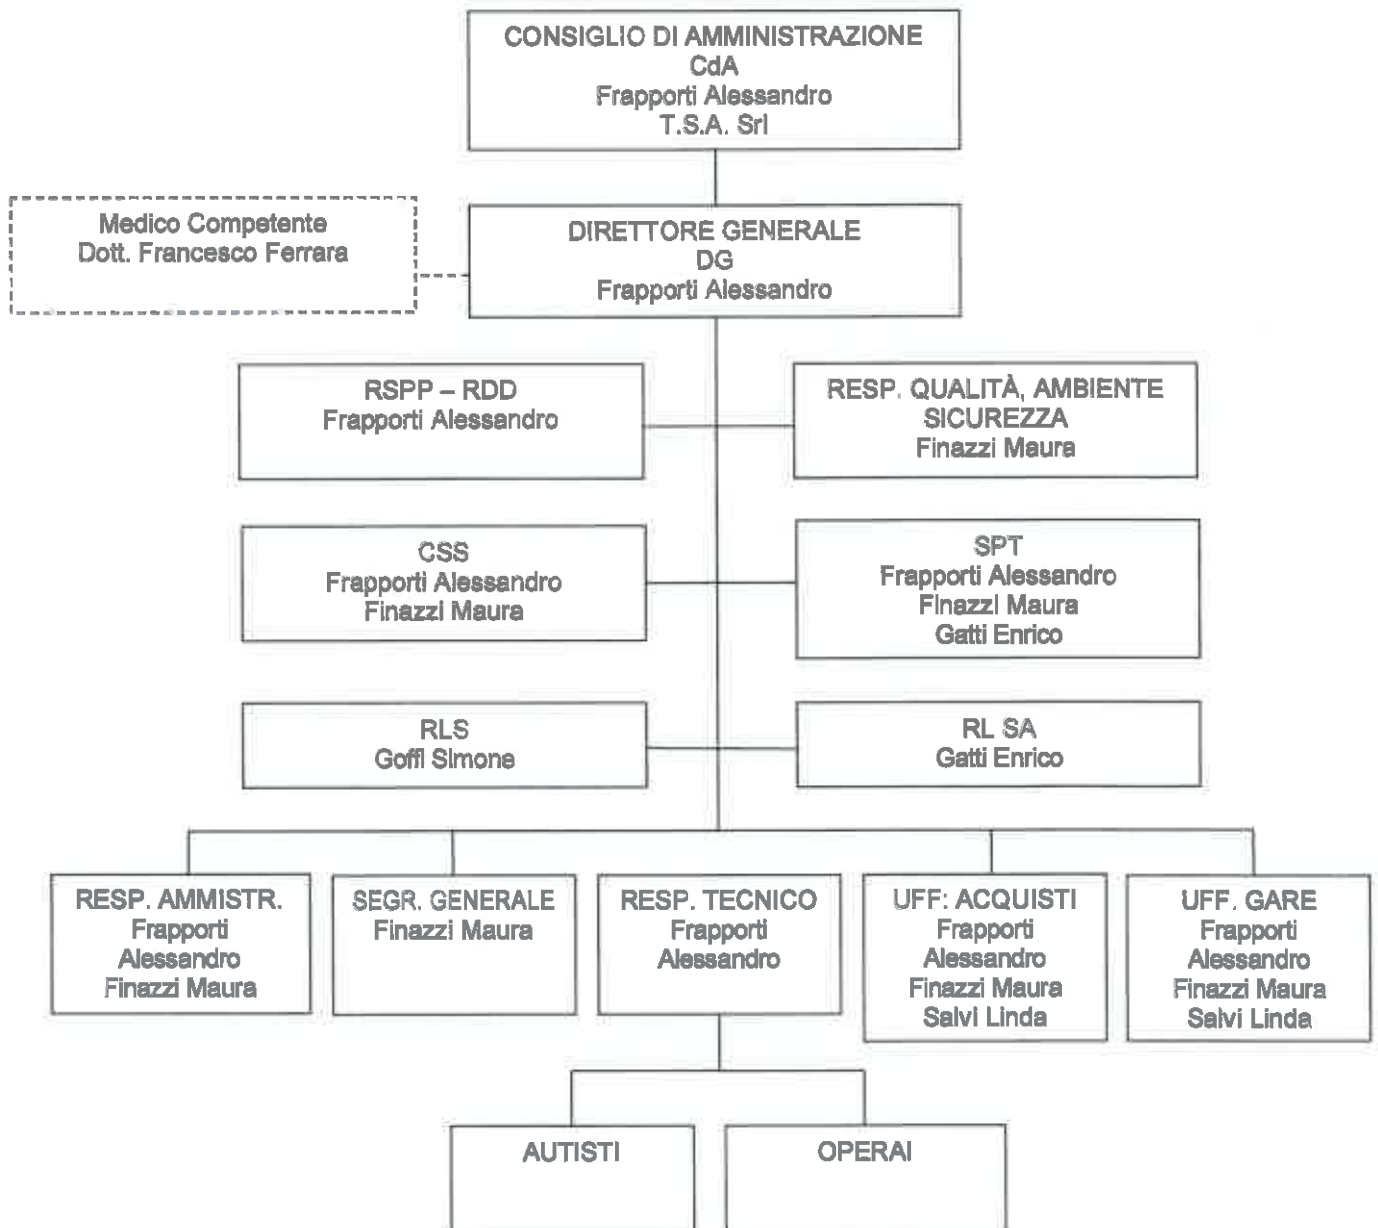 CONSIGLIO DI AMMINISTRAZIONE
CdA
Frapporti Alessandro
T.S.A. Srl
Medico Competente
Dott. Francesco Ferrara
DIRETTORE GENERALE
DG
Frapporti Alessandro
RSPP – RDD
Frapporti Alessandro
RESP. QUALITÀ, AMBIENTE
SICUREZZA
Finazzi Maura
CSS
Frapporti Alessandro
Finazzi Maura
SPT
Frapporti Alessandro
Finazzi Maura
Gatti Enrico
RLS
Goffi Simone
RL SA
Gatti Enrico
RESP. AMMISTR.
Frapporti
Alessandro
Finazzi Maura
SEGR. GENERALE
Finazzi Maura
RESP. TECNICO
Frapporti
Alessandro
UFF: ACQUISTI
Frapporti
Alessandro
Finazzi Maura
Salvi Linda
UFF. GARE
Frapporti
Alessandro
Finazzi Maura
Salvi Linda
AUTISTI
OPERAI